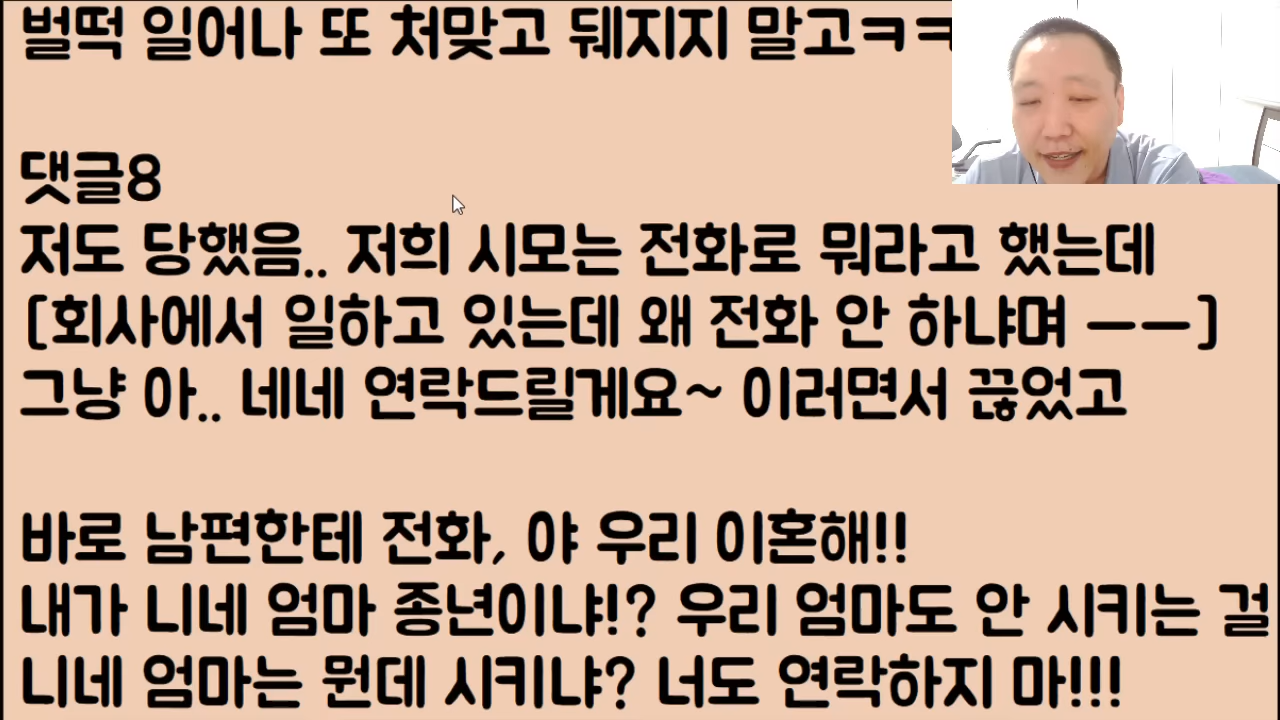 벌떡 일어나 또 처맞고 뒈지지 말고ㅋㅋ
댓글8
저도 당했음.. 저희 시모는 전화로 뭐라고 했는데
[회사에서 일하고 있는데 왜 전화 안 하냐며 ㅡㅡ]
그냥 아.. 네네 연락드릴게요~ 이러면서 끊었고
바로 남편한테 전화, 야 우리 이혼해!!
내가 니네 엄마 종년이냐!? 우리 엄마도 안 시키는 걸
니네 엄마는 뭔데 시키냐? 너도 연락하지 마!!!